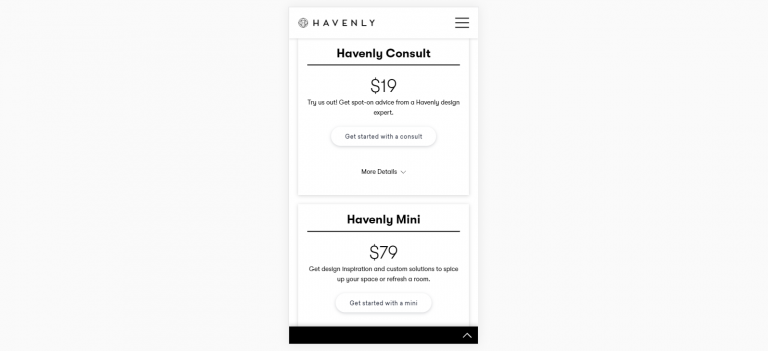 HAVENLY
Havenly Consult
$19
Try us out! Get spot-on advice from a Havenly design
expert.
Get started with a consult
More Details
Havenly Mini
$79
Get design inspiration and custom solutions to spice
up your space or refresh a room.
Get started with a mini